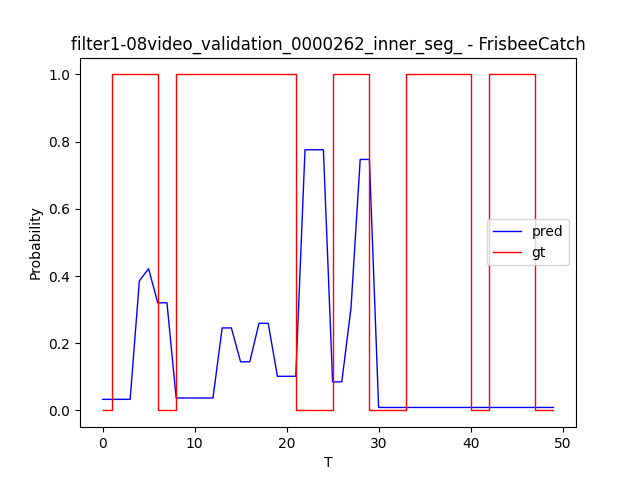 filter1-08video_validation_0000262_inner_seg_ - FrisbeeCatch
1.0
0.8
0.6
0.4
0.2
0.0
Probability
pred
gt
0 10 20 30 40 50
T